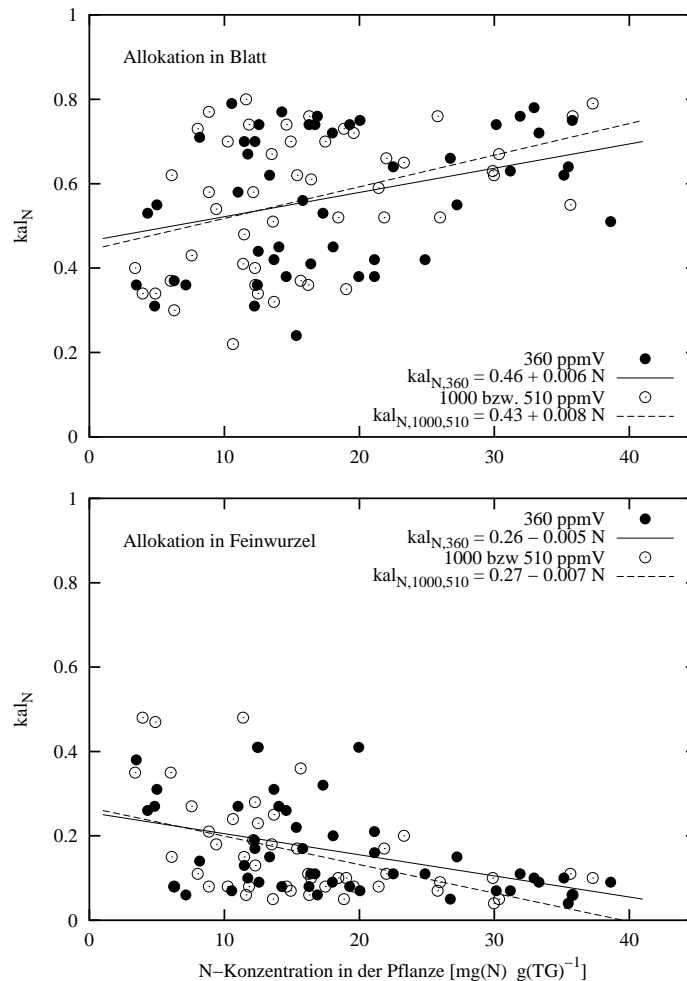 1
Allokation in Blatt
0.8
0.6
kal_N
0.4
0.2
360 ppmV
kal_N,360 = 0.46 + 0.006 N
1000 bzw. 510 ppmV
kal_N,1000,510 = 0.43 + 0.008 N
0
0 10 20 30 40
1
360 ppmV
Allokation in Feinwurzel
kal_N,360 = 0.26 − 0.005 N
1000 bzw 510 ppmV
kal_N,1000,510 = 0.27 − 0.007 N
0.8
0.6
kal_N
0.4
0.2
0
0 10 20 30 40
N−Konzentration in der Pflanze [mg(N) g(TG)^−1]